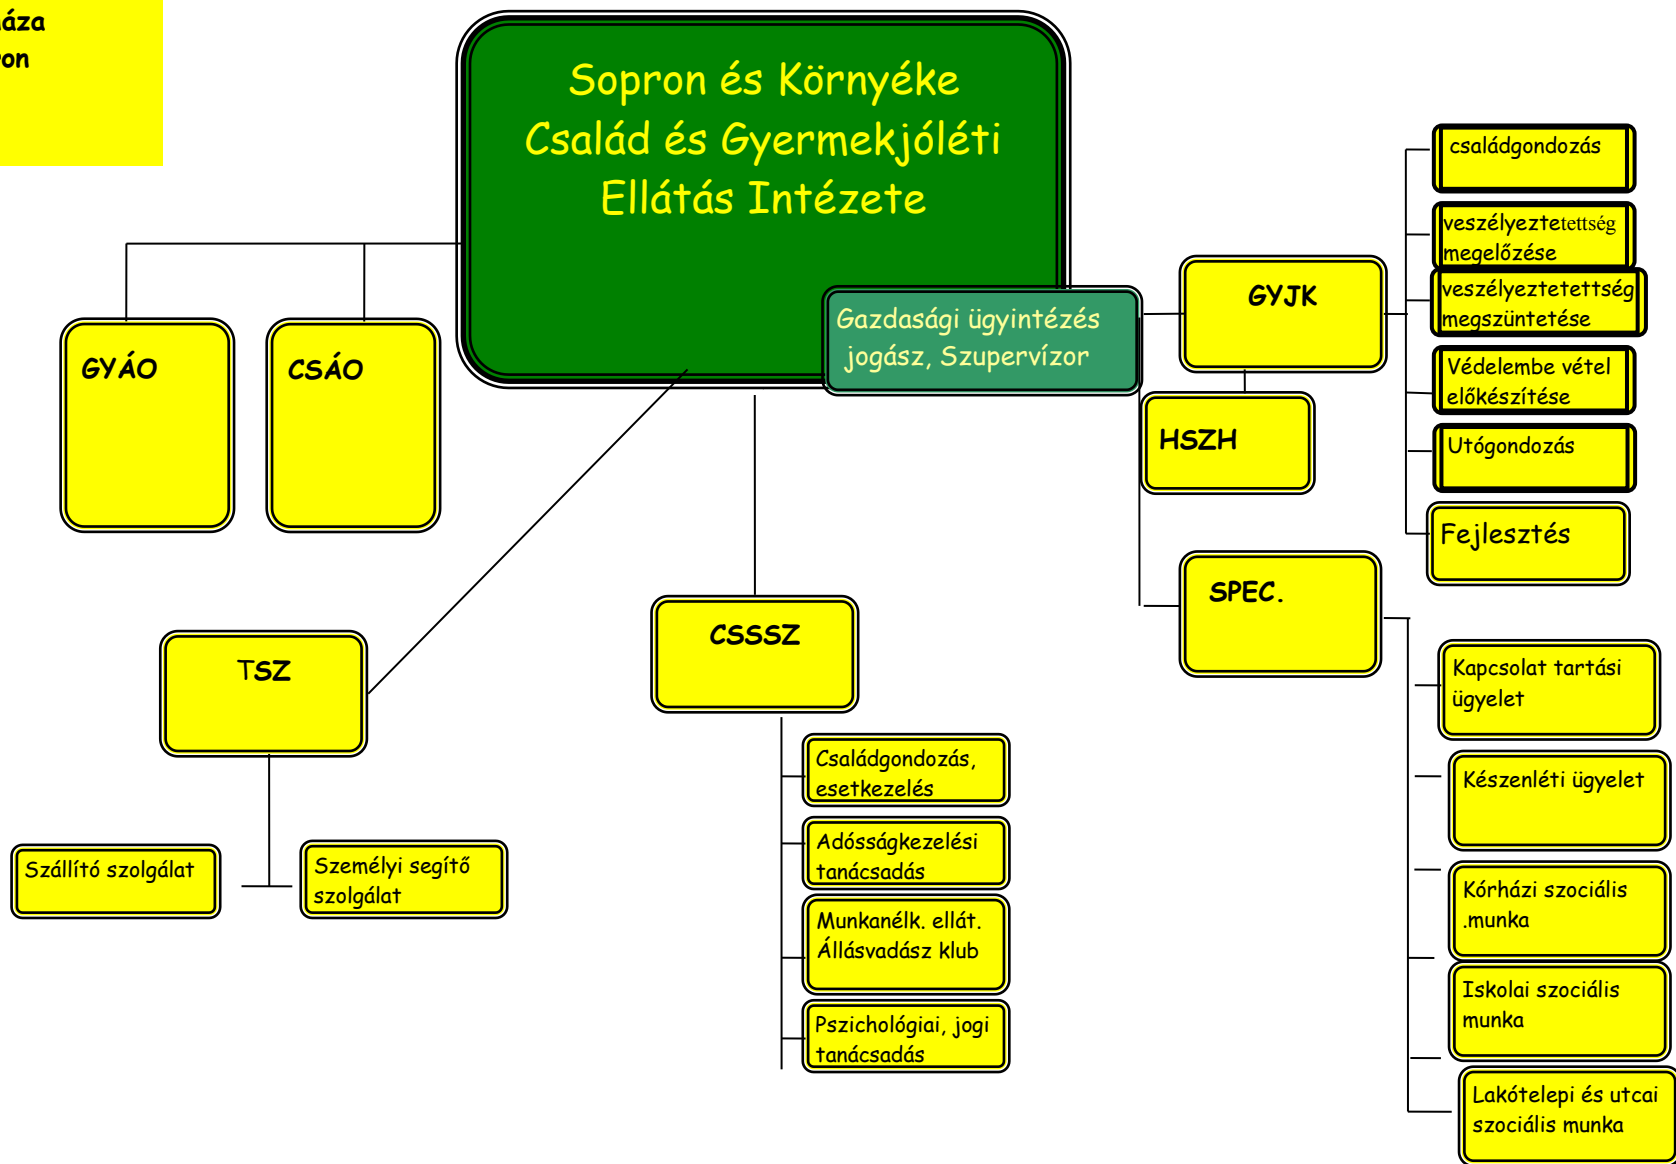 áza
on
Sopron és Környéke
Család és Gyermekjóléti
Ellátás Intézete
Gazdasági ügyintézés
jogász, Szupervízor
GYÁO
CSÁO
TSZ
Szállító szolgálat
Személyi segítő
szolgálat
CSSSZ
Családgondozás,
esetkezelés
Adósságkezelési
tanácsadás
Munkanélk. ellát.
Állásvadász klub
Pszichológiai, jogi
tanácsadás
GYJK
HSZH
családgondozás
veszélyeztetettség
megelőzése
veszélyeztetettség
megszüntetése
Védelembe vétel
előkészítése
Utógondozás
Fejlesztés
SPEC.
Kapcsolat tartási
ügyelet
Készenléti ügyelet
Kórházi szociális
.munka
Iskolai szociális
munka
Lakótelepi és utcai
szociális munka